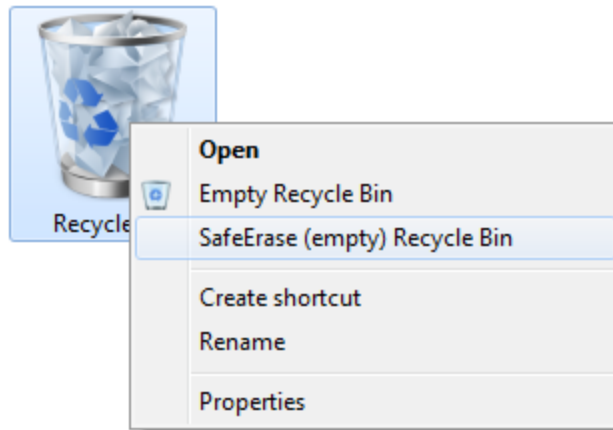 Recycle
Open
Empty Recycle Bin
SafeErase (empty) Recycle Bin
Create shortcut
Rename
Properties